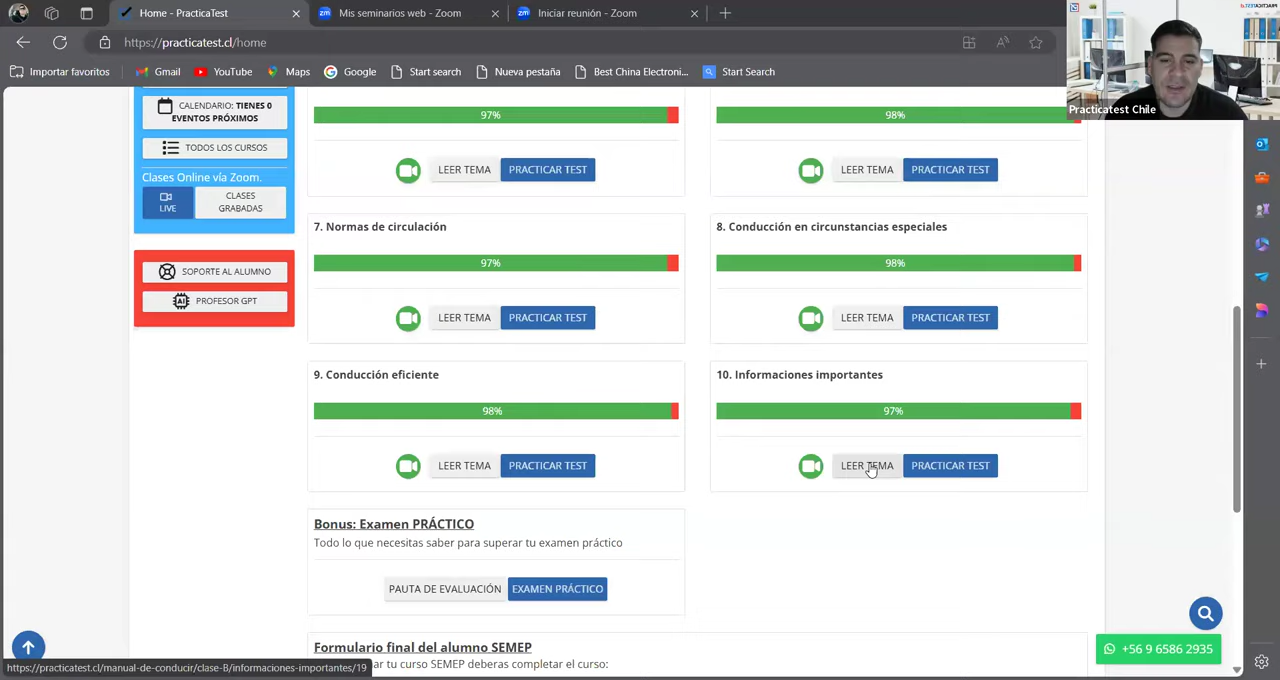 Home - PracticaTest
Mis seminarios web - Zoom
Iniciar reunión - Zoom
https://practicatest.cl/home
Importar favoritos
Gmail
YouTube
Maps
Google
Start search
Nueva pestaña
Best China Electroni...
Start Search
Practicatest Chile
CALENDARIO: TIENES 0
EVENTOS PRÓXIMOS
TODOS LOS CURSOS
Clases Online vía Zoom.
LIVE
CLASES
GRABADAS
SOPORTE AL ALUMNO
AI
PROFESOR GPT
97%
LEER TEMA
PRACTICAR TEST
98%
LEER TEMA
PRACTICAR TEST
7. Normas de circulación
97%
LEER TEMA
PRACTICAR TEST
8. Conducción en circunstancias especiales
98%
LEER TEMA
PRACTICAR TEST
9. Conducción eficiente
98%
LEER TEMA
PRACTICAR TEST
10. Informaciones importantes
97%
LEER TEMA
PRACTICAR TEST
Bonus: Examen PRÁCTICO
Todo lo que necesitas saber para superar tu examen práctico
PAUTA DE EVALUACIÓN
EXAMEN PRÁCTICO
Formulario final del alumno SEMEP
ar tu curso SEMEP deberas completar el curso:
+56 9 6586 2935
https://practicatest.cl/manual-de-conducir/clase-B/informaciones-importantes/19